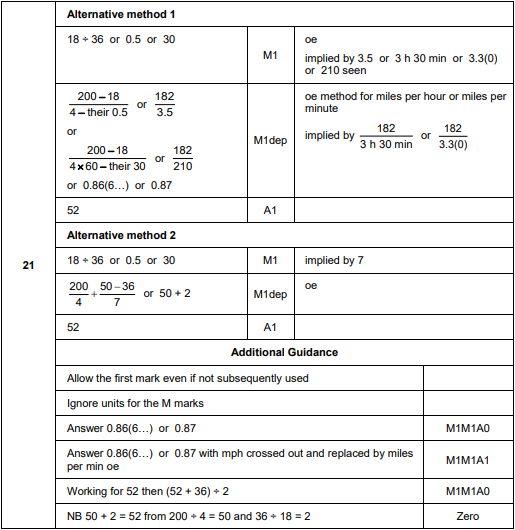 Alternative method 1
18 ÷ 36 or 0.5 or 30
M1
oe
implied by 3.5 or 3 h 30 min or 3.3(0)
or 210 seen
200 – 18
4 – their 0.5
or
182
3.5
or
200 – 18
4 × 60 – their 30
or
182
210
or 0.86(6…) or 0.87
M1dep
oe method for miles per hour or miles per
minute
implied by
182
3 h 30 min
or
182
3.3(0)
52
A1
21
Alternative method 2
18 ÷ 36 or 0.5 or 30
M1
implied by 7
200
4
+
50 – 36
7
or 50 + 2
M1dep
oe
52
A1
Additional Guidance
Allow the first mark even if not subsequently used
Ignore units for the M marks
Answer 0.86(6…) or 0.87
M1M1A0
Answer 0.86(6…) or 0.87 with mph crossed out and replaced by miles
per min oe
M1M1A1
Working for 52 then (52 + 36) ÷ 2
M1M1A0
NB 50 + 2 = 52 from 200 ÷ 4 = 50 and 36 ÷ 18 = 2
Zero